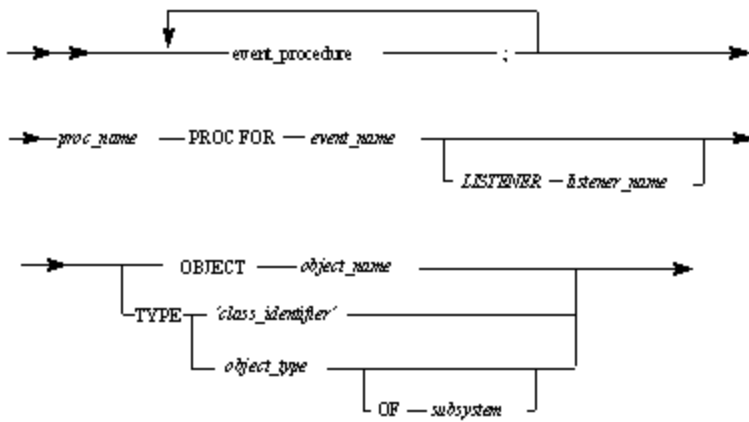 event_procedure ;
proc_name PROC FOR event_name
LISTENER listener_name
OBJECT object_name
TYPE 'class_identifier'
object_type
OF subsystem